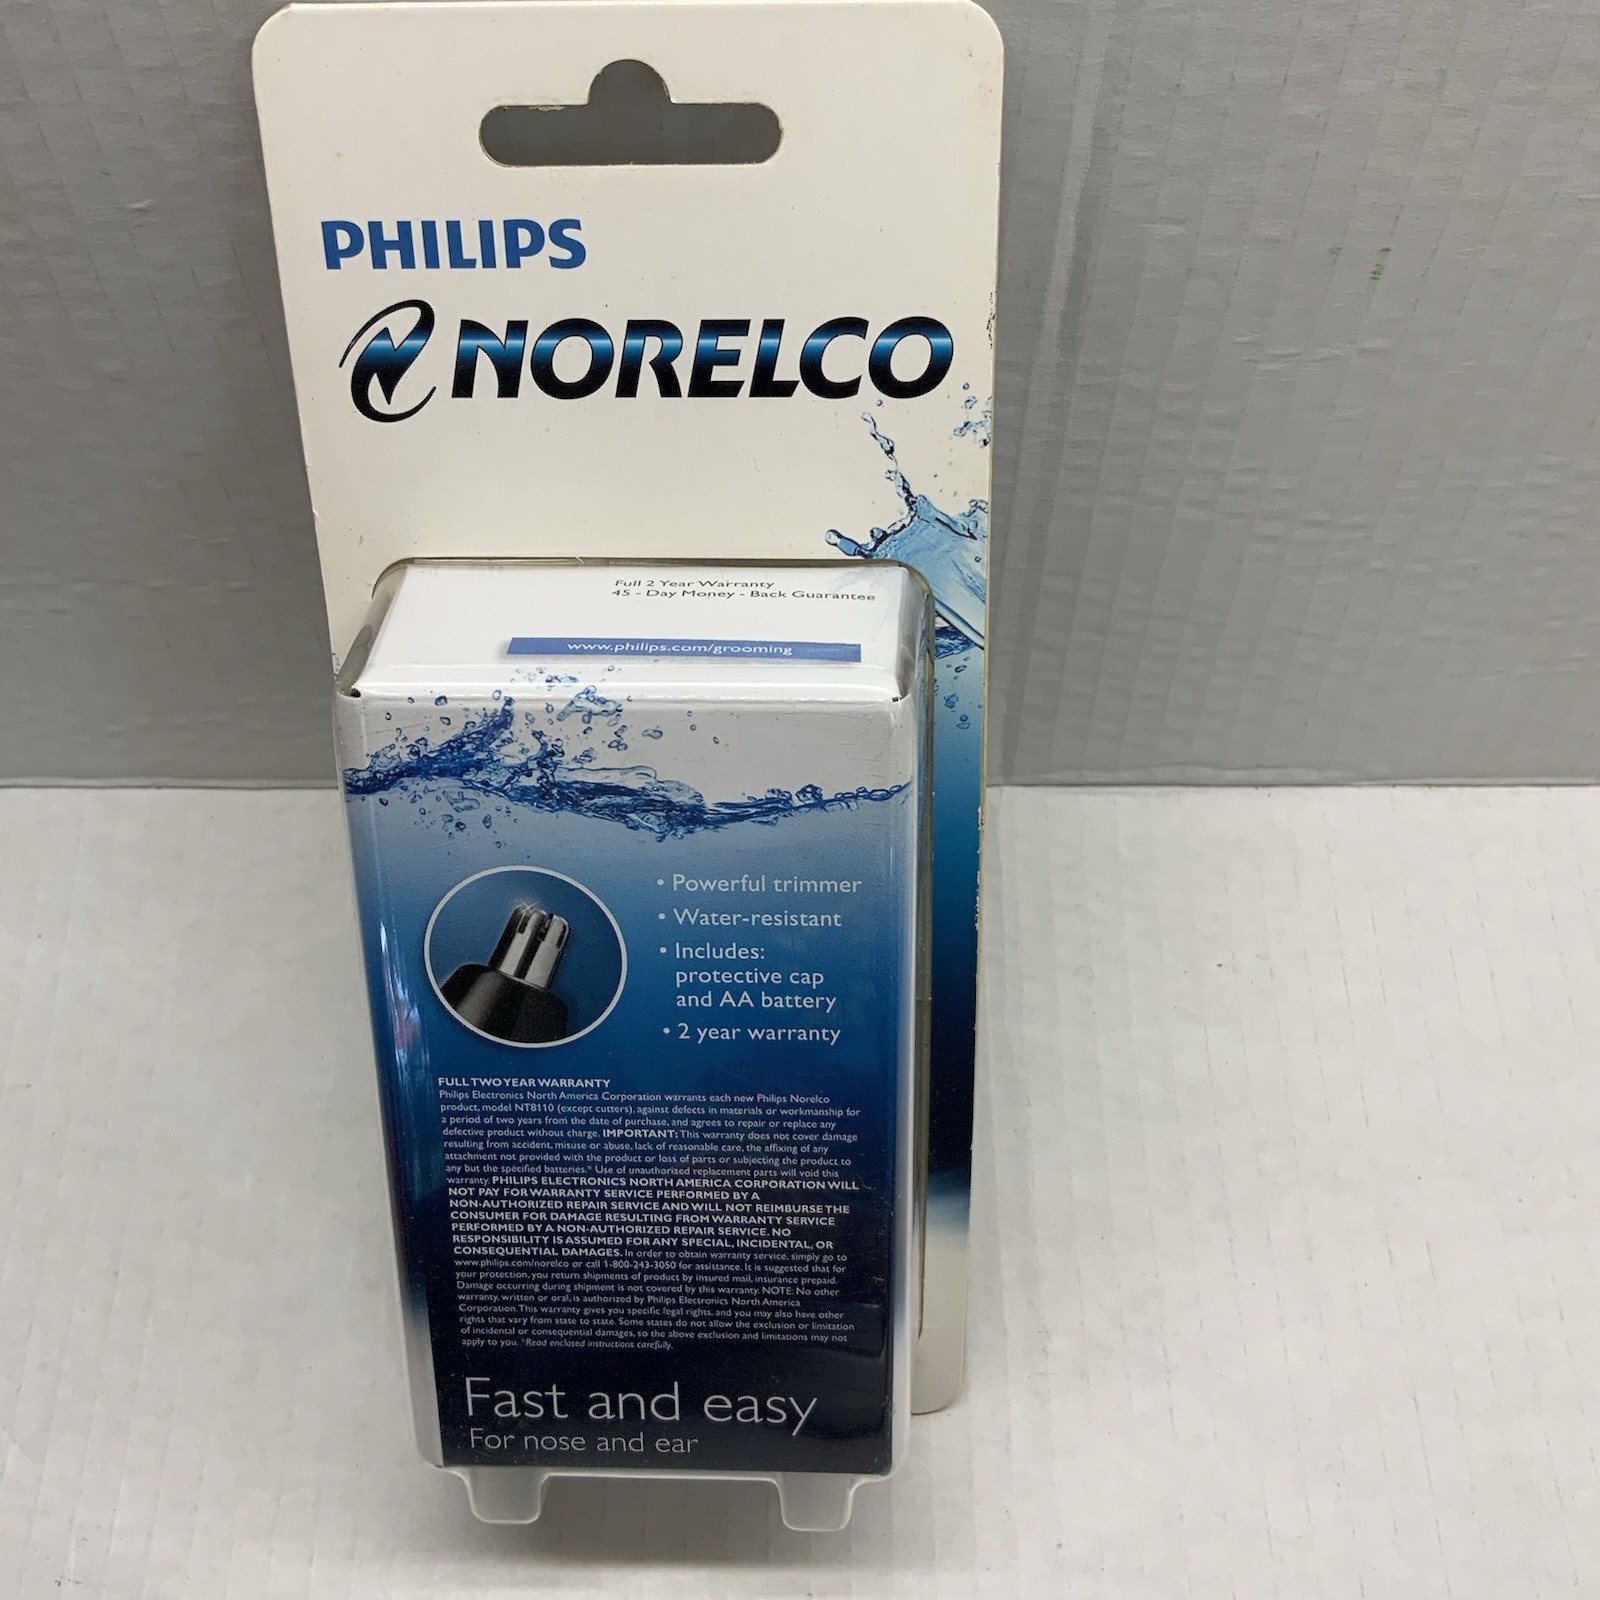 PHILIPS
NORELCO
Full 2 Year Warranty
45 - Day Money - Back Guarantee
www.philips.com/grooming
• Powerful trimmer
• Water-resistant
• Includes:
protective cap
and AA battery
• 2 year warranty
FULL TWO YEAR WARRANTY
Philips Electronics North America Corporation warrants each new Philips Norelco
product, model NT8110 (except cutters), against defects in materials or workmanship for
a period of two years from the date of purchase, and agrees to repair or replace any
defective product without charge. IMPORTANT: This warranty does not cover damage
resulting from accident, misuse or abuse, lack of reasonable care, the affixing of any
attachment not provided with the product or loss of parts or subjecting the product to
any but the specified batteries.* Use of unauthorized replacement parts will void this
warranty. PHILIPS ELECTRONICS NORTH AMERICA CORPORATION WILL
NOT PAY FOR WARRANTY SERVICE PERFORMED BY A
NON-AUTHORIZED REPAIR SERVICE AND WILL NOT REIMBURSE THE
CONSUMER FOR DAMAGE RESULTING FROM WARRANTY SERVICE
PERFORMED BY A NON-AUTHORIZED REPAIR SERVICE. NO
RESPONSIBILITY IS ASSUMED FOR ANY SPECIAL, INCIDENTAL, OR
CONSEQUENTIAL DAMAGES. In order to obtain warranty service, simply go to
www.philips.com/norelco or call 1-800-243-3050 for assistance. It is suggested that for
your protection, you return shipments of product by insured mail, insurance prepaid.
Damage occurring during shipment is not covered by this warranty. NOTE: No other
warranty, written or oral, is authorized by Philips Electronics North America
Corporation. This warranty gives you specific legal rights, and you may also have other
rights that vary from state to state. Some states do not allow the exclusion or limitation
of incidental or consequential damages, so the above exclusion and limitations may not
apply to you. *Read enclosed instructions carefully.
Fast and easy
For nose and ear